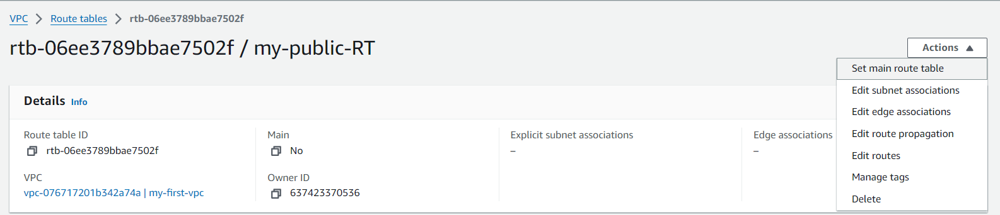 VPC > Route tables > rtb-06ee3789bbae7502f
rtb-06ee3789bbae7502f / my-public-RT
Actions
Set main route table
Edit subnet associations
Edit edge associations
Edit route propagation
Edit routes
Manage tags
Delete
Details Info
Route table ID
rtb-06ee3789bbae7502f
Main
No
Explicit subnet associations
–
Edge associations
–
VPC
vpc-076717201b342a74a | my-first-vpc
Owner ID
637423370536